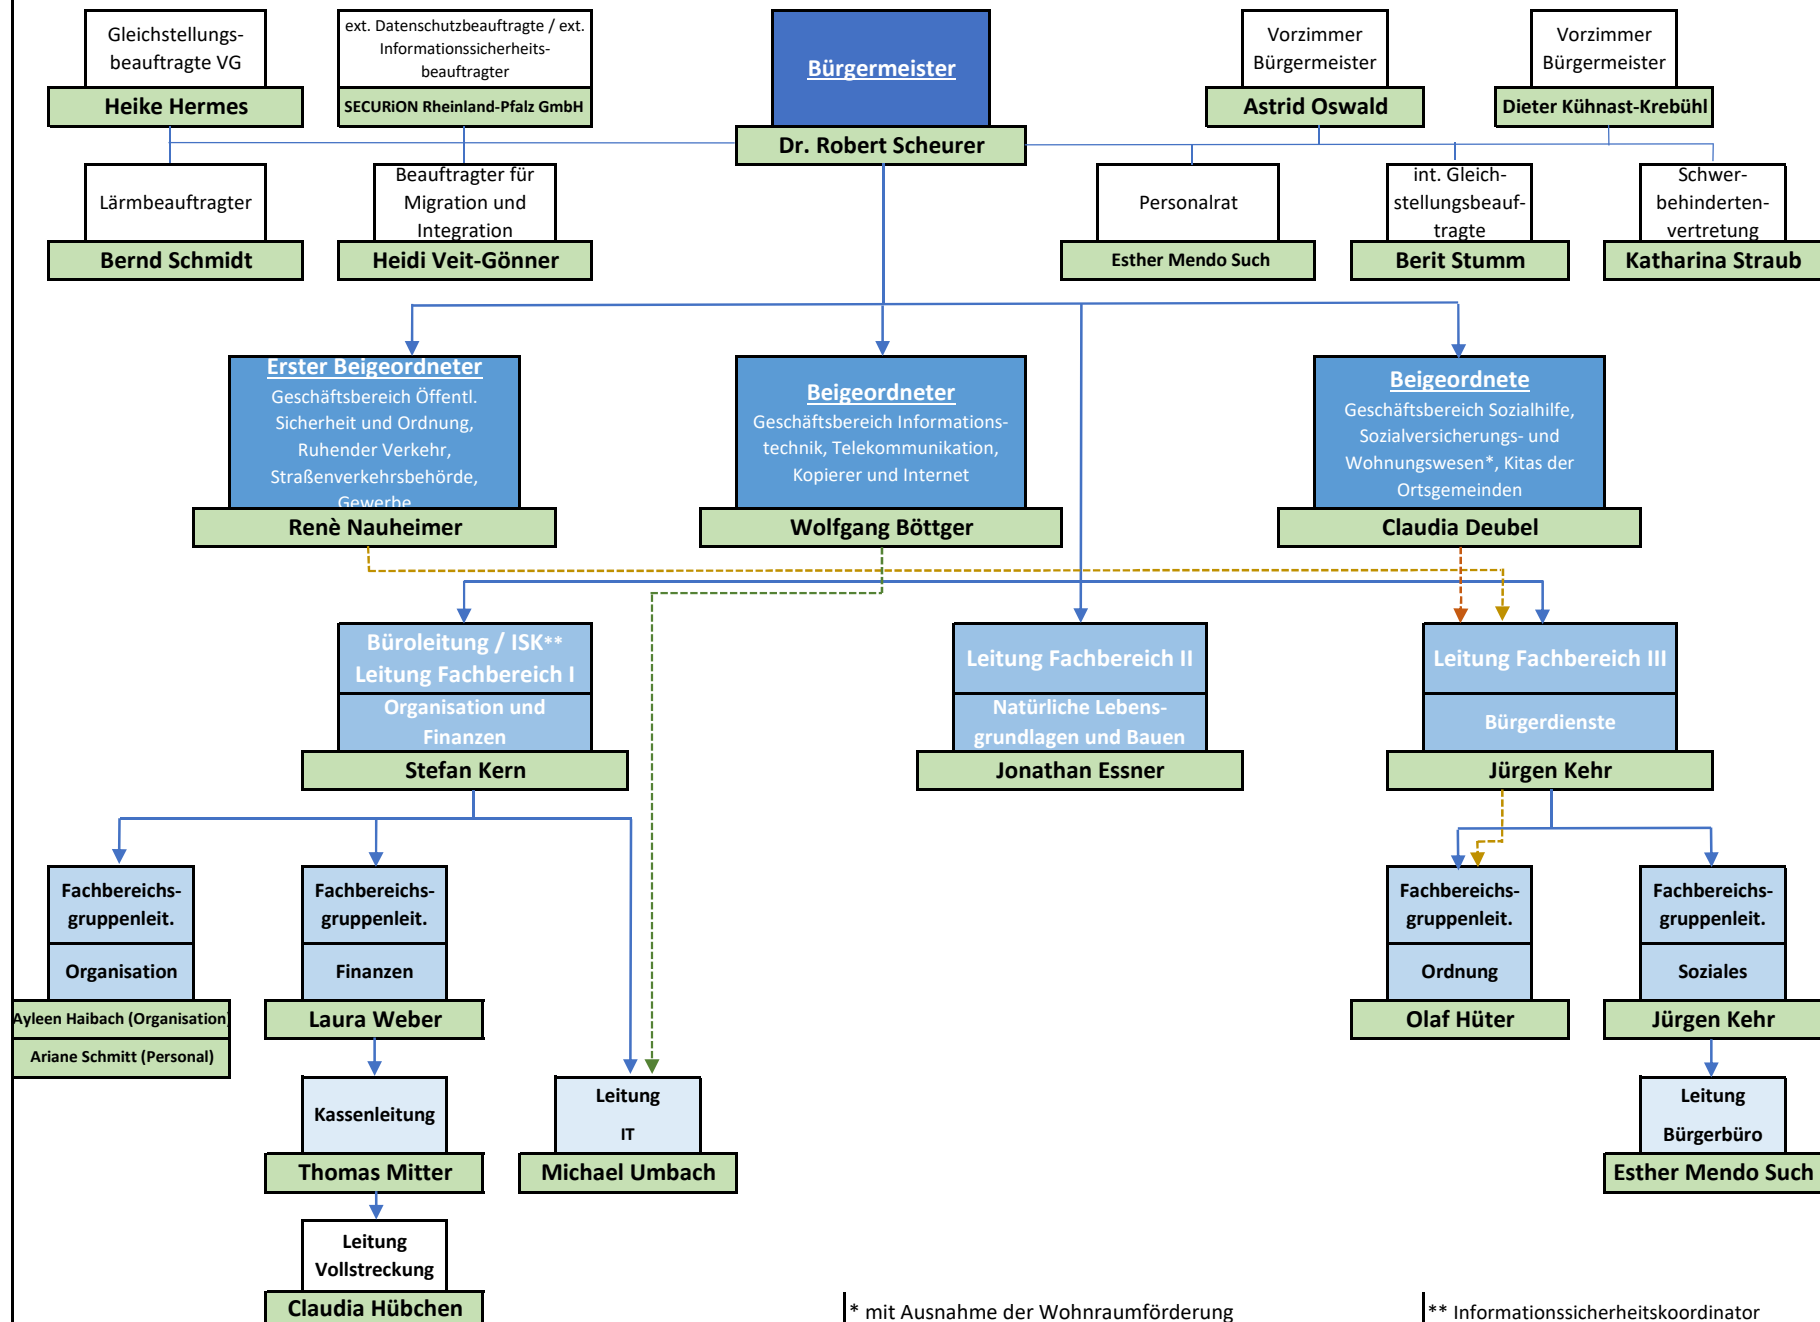 Gleichstellungs-
beauftragte VG
Heike Hermes
ext. Datenschutzbeauftragte / ext.
Informationssicherheits-
beauftragter
SECURiON Rheinland-Pfalz GmbH
Bürgermeister
Dr. Robert Scheurer
Vorzimmer
Bürgermeister
Astrid Oswald
Vorzimmer
Bürgermeister
Dieter Kühnast-Krebühl
Lärmbeauftragter
Bernd Schmidt
Beauftragter für
Migration und
Integration
Heidi Veit-Gönner
Personalrat
Esther Mendo Such
int. Gleich-
stellungsbeauf-
tragte
Berit Stumm
Schwer-
behinderten-
vertretung
Katharina Straub
Erster Beigeordneter
Geschäftsbereich Öffentl.
Sicherheit und Ordnung,
Ruhender Verkehr,
Straßenverkehrsbehörde,
Gewerbe
Renè Nauheimer
Beigeordneter
Geschäftsbereich Informations-
technik, Telekommunikation,
Kopierer und Internet
Wolfgang Böttger
Beigeordnete
Geschäftsbereich Sozialhilfe,
Sozialversicherungs- und
Wohnungswesen*, Kitas der
Ortsgemeinden
Claudia Deubel
Büroleitung / ISK**
Leitung Fachbereich I
Organisation und
Finanzen
Stefan Kern
Leitung Fachbereich II
Natürliche Lebens-
grundlagen und Bauen
Jonathan Essner
Leitung Fachbereich III
Bürgerdienste
Jürgen Kehr
Fachbereichs-
gruppenleit.
Organisation
Ayleen Haibach (Organisation)
Ariane Schmitt (Personal)
Fachbereichs-
gruppenleit.
Finanzen
Laura Weber
Fachbereichs-
gruppenleit.
Ordnung
Olaf Hüter
Fachbereichs-
gruppenleit.
Soziales
Jürgen Kehr
Kassenleitung
Thomas Mitter
Leitung
IT
Michael Umbach
Leitung
Bürgerbüro
Esther Mendo Such
Leitung
Vollstreckung
Claudia Hübchen
* mit Ausnahme der Wohnraumförderung
** Informationssicherheitskoordinator